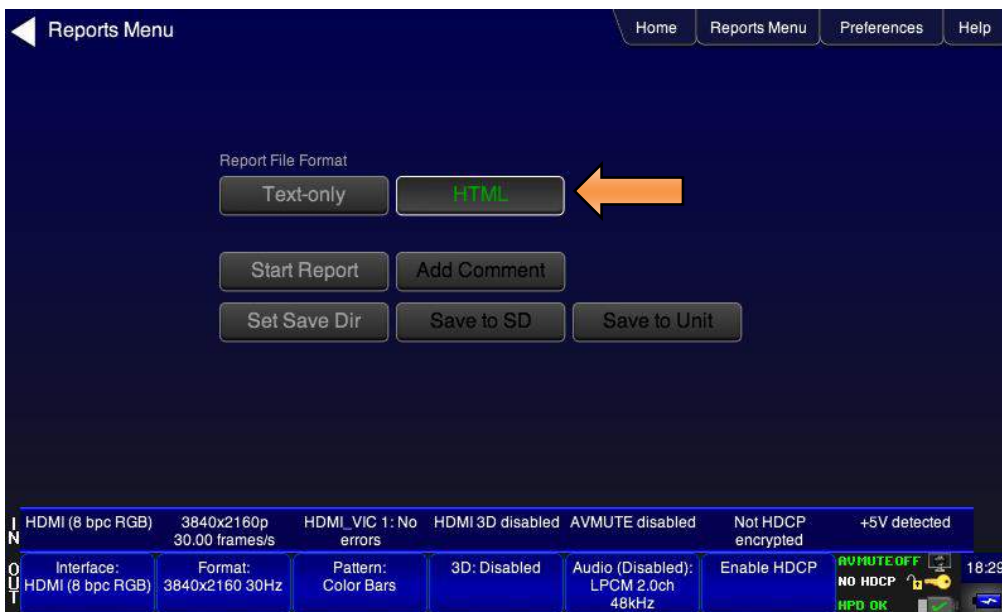 Reports Menu
Home
Reports Menu
Preferences
Help
Report File Format
Text-only
HTML
Start Report
Add Comment
Set Save Dir
Save to SD
Save to Unit
IN
HDMI (8 bpc RGB)
3840x2160p
30.00 frames/s
HDMI_VIC 1: No
errors
HDMI 3D disabled
AVMUTE disabled
Not HDCP
encrypted
+5V detected
OUT
Interface:
HDMI (8 bpc RGB)
Format:
3840x2160 30Hz
Pattern:
Color Bars
3D: Disabled
Audio (Disabled):
LPCM 2.0ch
48kHz
Enable HDCP
AVMUTEOFF
NO HDCP
HPD OK
18:29